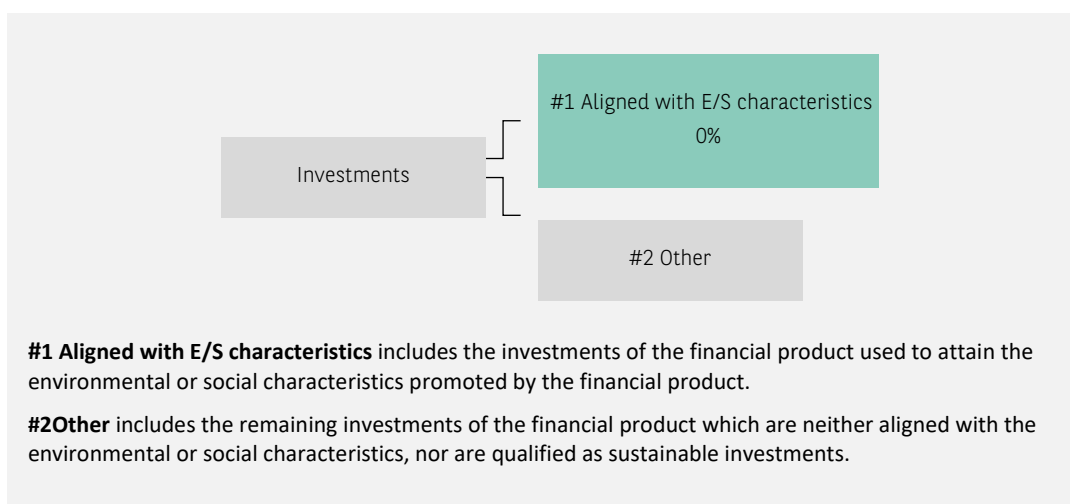 #1 Aligned with E/S characteristics
0%
Investments
#2 Other
#1 Aligned with E/S characteristics includes the investments of the financial product used to attain the
environmental or social characteristics promoted by the financial product.
#2Other includes the remaining investments of the financial product which are neither aligned with the
environmental or social characteristics, nor are qualified as sustainable investments.